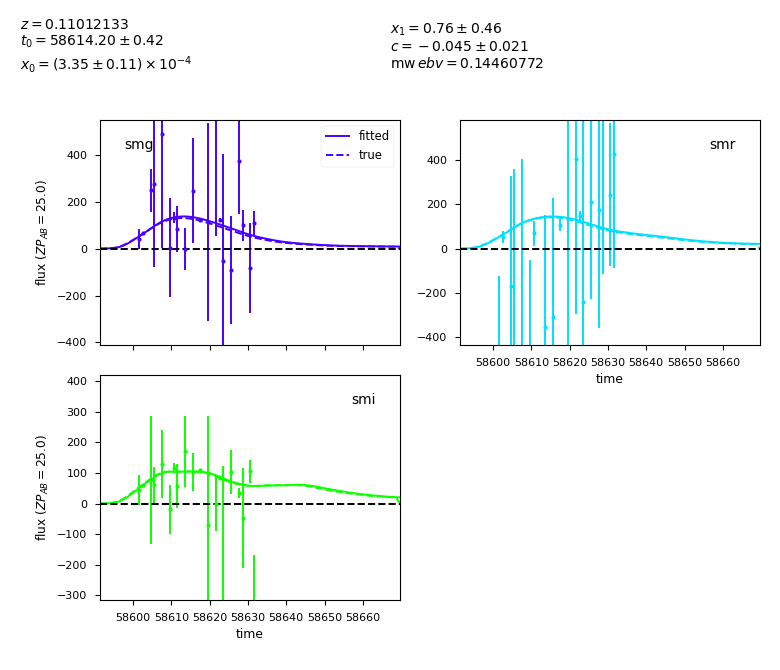 z = 0.11012133
t₀ = 58614.20 ± 0.42
x₀ = (3.35 ± 0.11) × 10⁻⁴
x₁ = 0.76 ± 0.46
c = −0.045 ± 0.021
mw ebv = 0.14460772
smg
fitted
true
400
200
0
−200
−400
flux (ZP_AB = 25.0)
smr
400
200
0
−200
−400
58600 58610 58620 58630 58640 58650 58660
time
smi
400
300
200
100
0
−100
−200
−300
flux (ZP_AB = 25.0)
58600 58610 58620 58630 58640 58650 58660
time